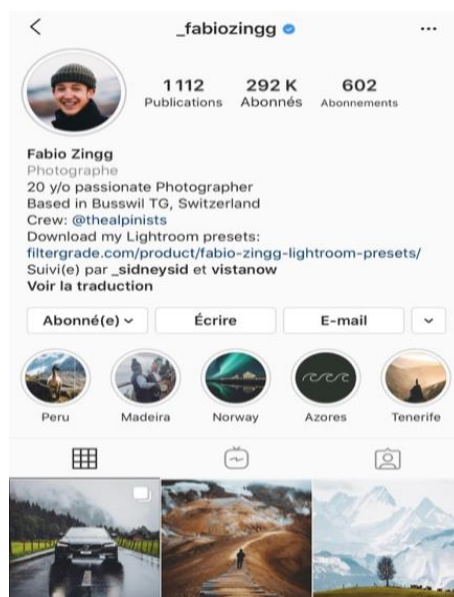 _fabiozingg
1 112 292 K 602
Publications Abonnés Abonnements
Fabio Zingg
Photographe
20 y/o passionate Photographer
Based in Busswil TG, Switzerland
Crew: @thealpinists
Download my Lightroom presets:
filtergrade.com/product/fabio-zingg-lightroom-presets/
Suivi(e) par _sidneysid et vistanow
Voir la traduction
Abonné(e) Écrire E-mail
Peru Madeira Norway Azores Tenerife